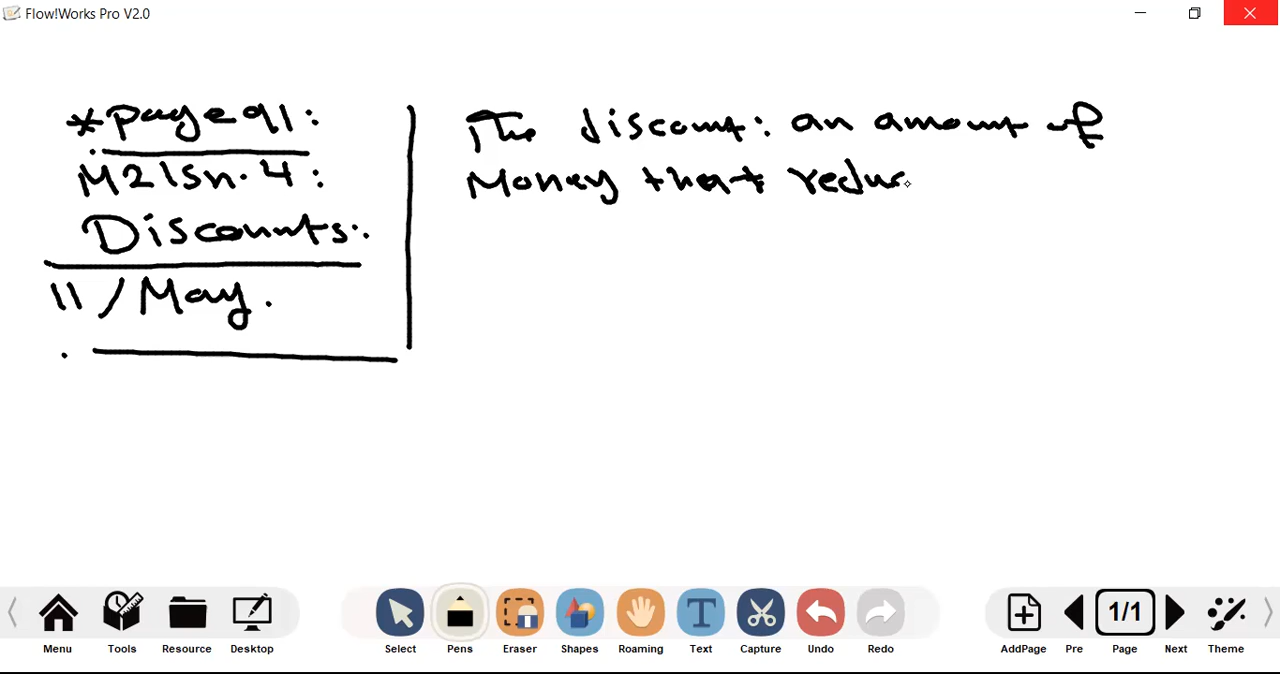 Flow!Works Pro V2.0
*page 91:
M2 lsn. 4:
Discounts:.
11 / May.
The discount: an amount of
Money that reduc
Menu
Tools
Resource
Desktop
Select
Pens
Eraser
Shapes
Roaming
T
Text
Capture
Undo
Redo
AddPage
Pre
1/1
Page
Next
Theme